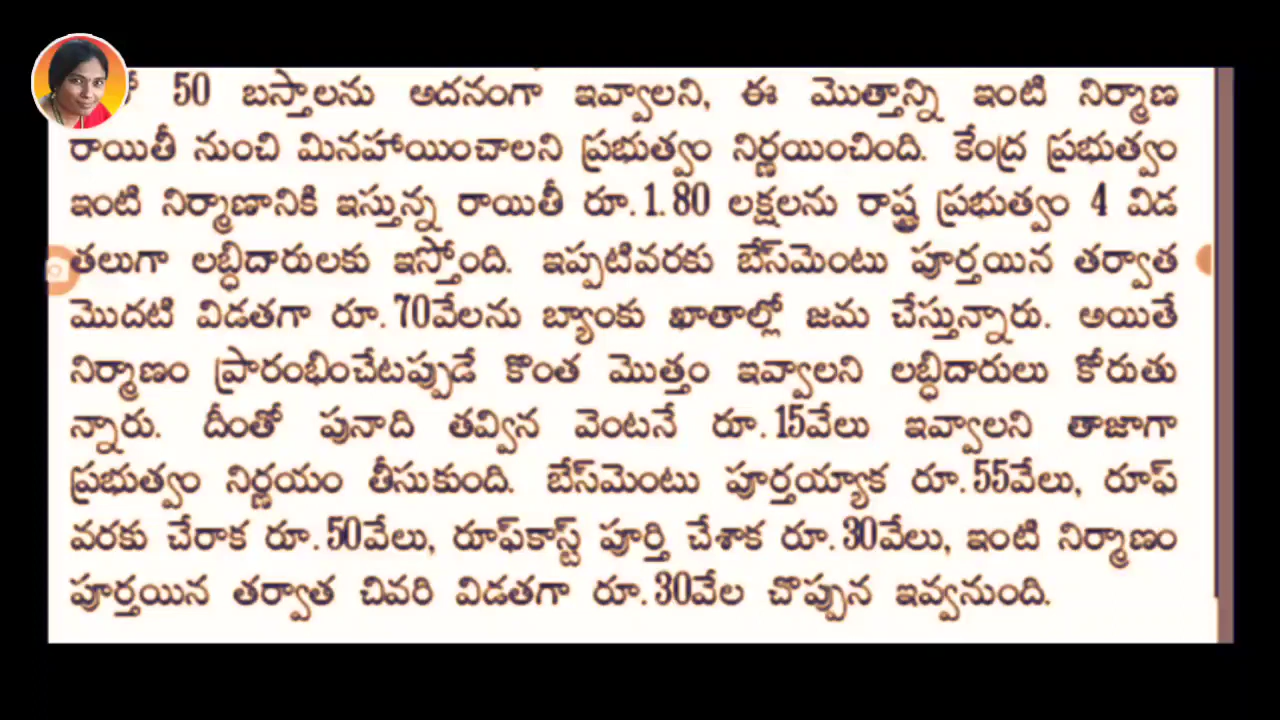 50 బస్తాలను అదనంగా ఇవ్వాలని, ఈ మొత్తాన్ని ఇంటి నిర్మాణ
రాయితీ నుంచి మినహాయించాలని ప్రభుత్వం నిర్ణయించింది. కేంద్ర ప్రభుత్వం
ఇంటి నిర్మాణానికి ఇస్తున్న రాయితీ రూ.1.80 లక్షలను రాష్ట్ర ప్రభుత్వం 4 విడ
తలుగా లబ్ధిదారులకు ఇస్తోంది. ఇప్పటివరకు బేస్‌మెంటు పూర్తయిన తర్వాత
మొదటి విడతగా రూ.70వేలను బ్యాంకు ఖాతాల్లో జమ చేస్తున్నారు. అయితే
నిర్మాణం ప్రారంభించేటప్పుడే కొంత మొత్తం ఇవ్వాలని లబ్ధిదారులు కోరుతు
న్నారు. దీంతో పునాది తవ్విన వెంటనే రూ.15వేలు ఇవ్వాలని తాజాగా
ప్రభుత్వం నిర్ణయం తీసుకుంది. బేస్‌మెంటు పూర్తయ్యాక రూ.55వేలు, రూఫ్
వరకు చేరాక రూ.50వేలు, రూఫ్‌కాస్ట్ పూర్తి చేశాక రూ.30వేలు, ఇంటి నిర్మాణం
పూర్తయిన తర్వాత చివరి విడతగా రూ.30వేల చొప్పున ఇవ్వనుంది.